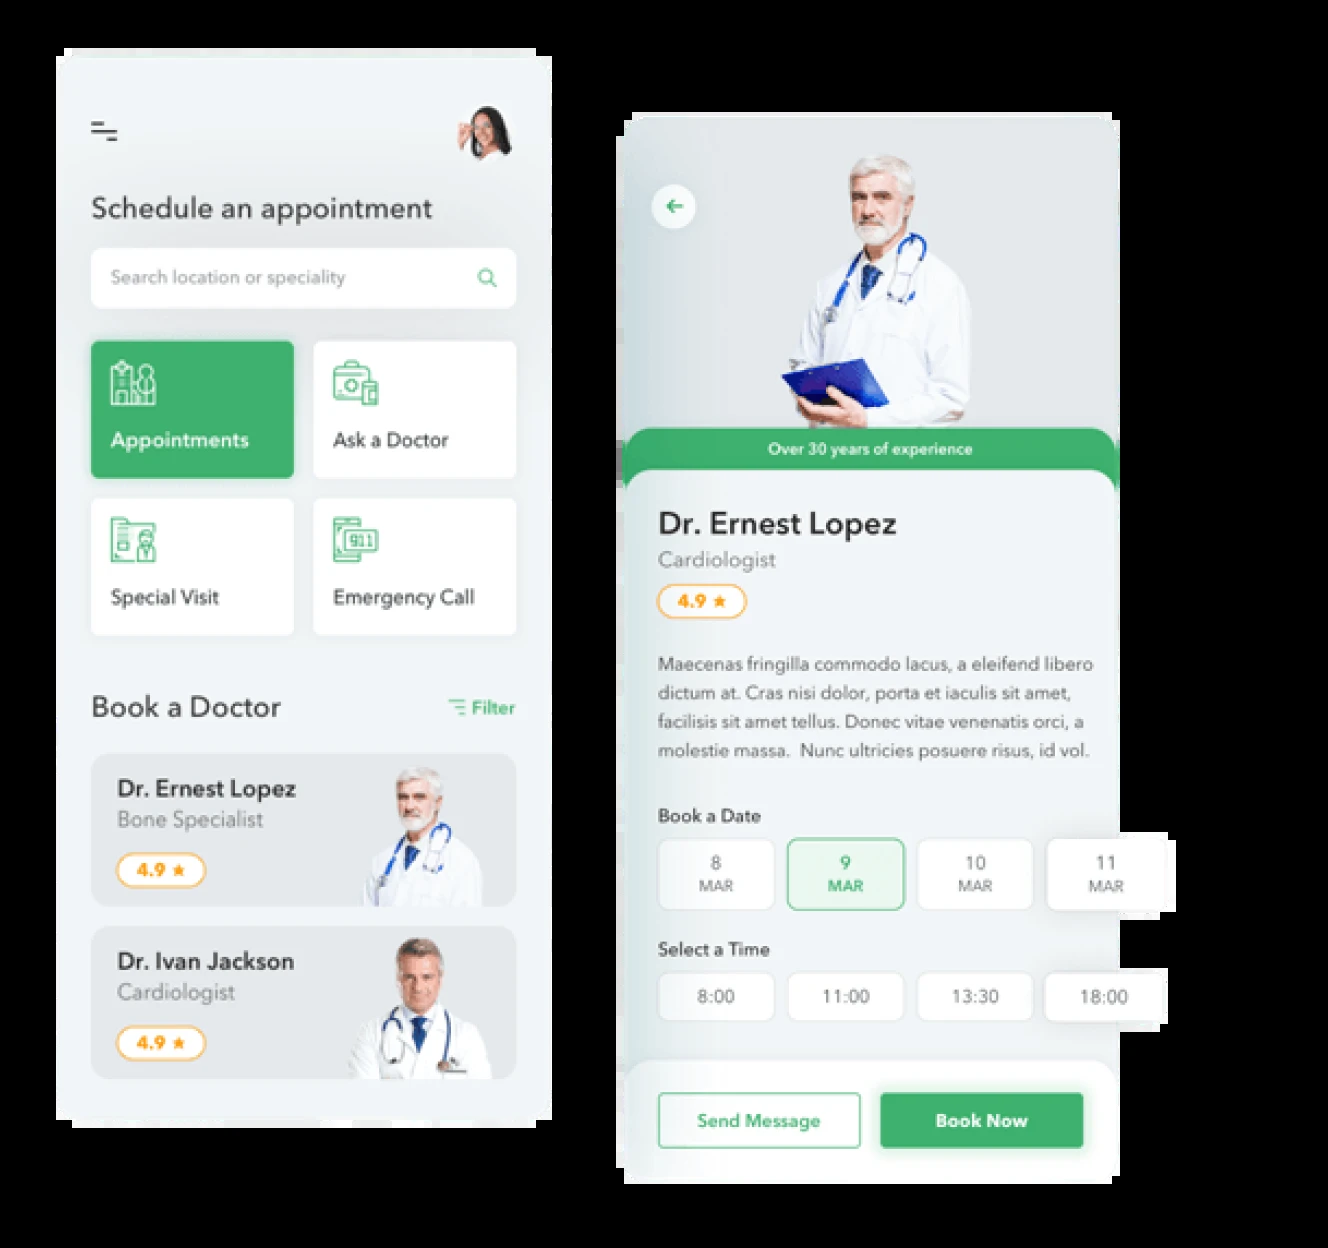 Schedule an appointment
Search location or speciality
Appointments
Ask a Doctor
911
Special Visit
Emergency Call
Book a Doctor
Filter
Dr. Ernest Lopez
Bone Specialist
4.9
Dr. Ivan Jackson
Cardiologist
4.9
Over 30 years of experience
Dr. Ernest Lopez
Cardiologist
4.9
Maecenas fringilla commodo lacus, a eleifend libero
dictum at. Cras nisi dolor, porta et iaculis sit amet,
facilisis sit amet tellus. Donec vitae venenatis orci, a
molestie massa.  Nunc ultricies posuere risus, id vol.
Book a Date
8 9 10 11
MAR MAR MAR MAR
Select a Time
8:00 11:00 13:30 18:00
Send Message
Book Now